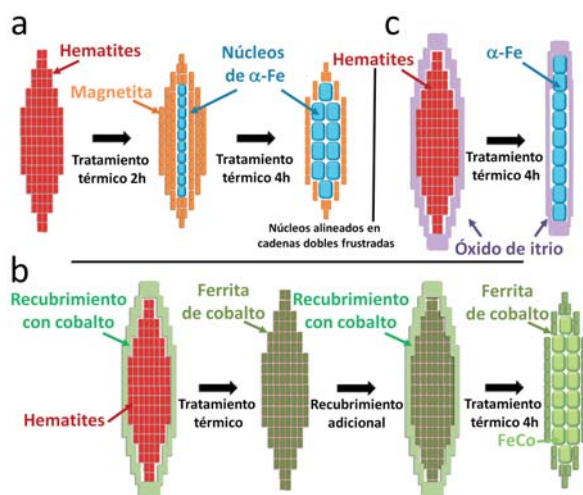 a
Hematites
Magnetita
Núcleos
de α-Fe
Tratamiento
térmico 2h
Tratamiento
térmico 4h
Núcleos alineados en
cadenas dobles frustradas
c
Hematites
α-Fe
Tratamiento
térmico 4h
Óxido de itrio
b
Recubrimiento
con cobalto
Hematites
Tratamiento
térmico
Ferrita
de cobalto
Recubrimiento
adicional
Recubrimiento
con cobalto
Tratamiento
térmico 4h
Ferrita
de cobalto
FeCo